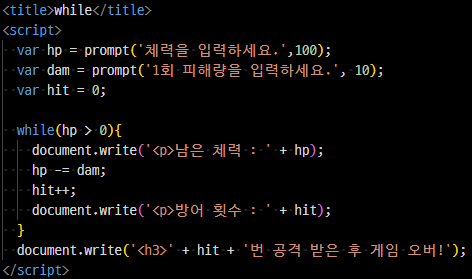 <title>while</title>
<script>
var hp = prompt('체력을 입력하세요.',100);
var dam = prompt('1회 피해량을 입력하세요.', 10);
var hit = 0;
while(hp > 0){
document.write('<p>남은 체력 : ' + hp);
hp -= dam;
hit++;
document.write('<p>방어 횟수 : ' + hit);
}
document.write('<h3>' + hit + '번 공격 받은 후 게임 오버!');
</script>